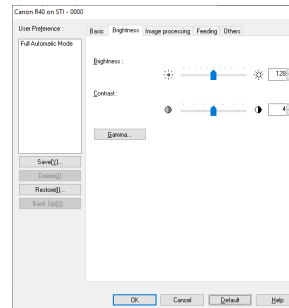 Canon R40 on STI - 0000
User Preference :
Full Automatic Mode
Save(Y)...
Delete(J)
Restore(I)...
Back Up(X)...
Basic
Brightness
Image processing
Feeding
Others
Brightness :
128
Contrast :
4
Gamma...
OK
Cancel
Default
Help